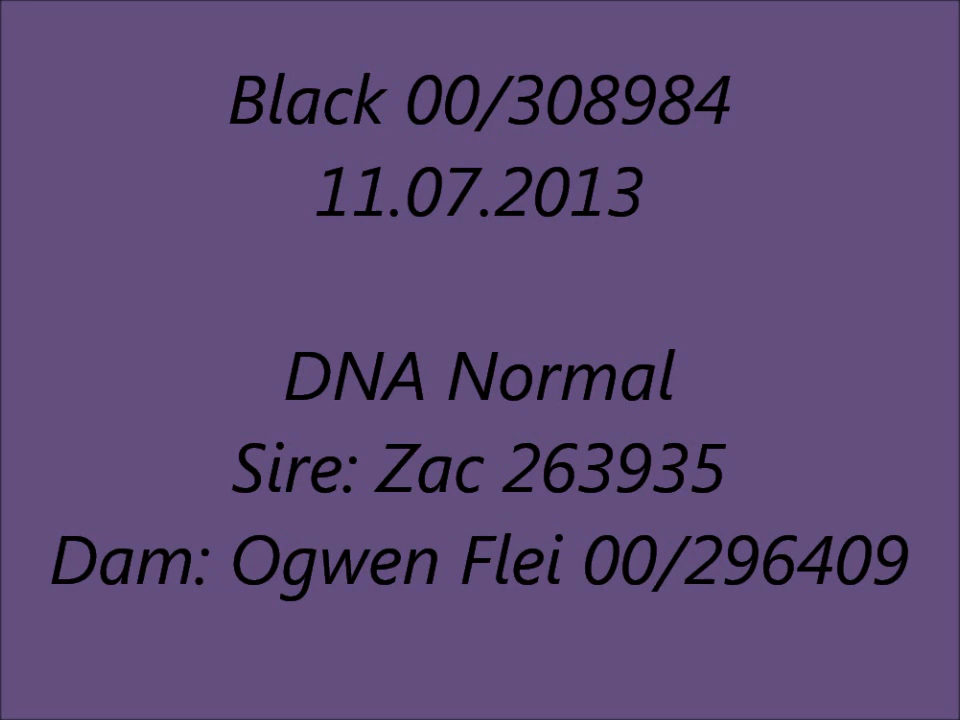 Black 00/308984
11.07.2013
DNA Normal
Sire: Zac 263935
Dam: Ogwen Flei 00/296409